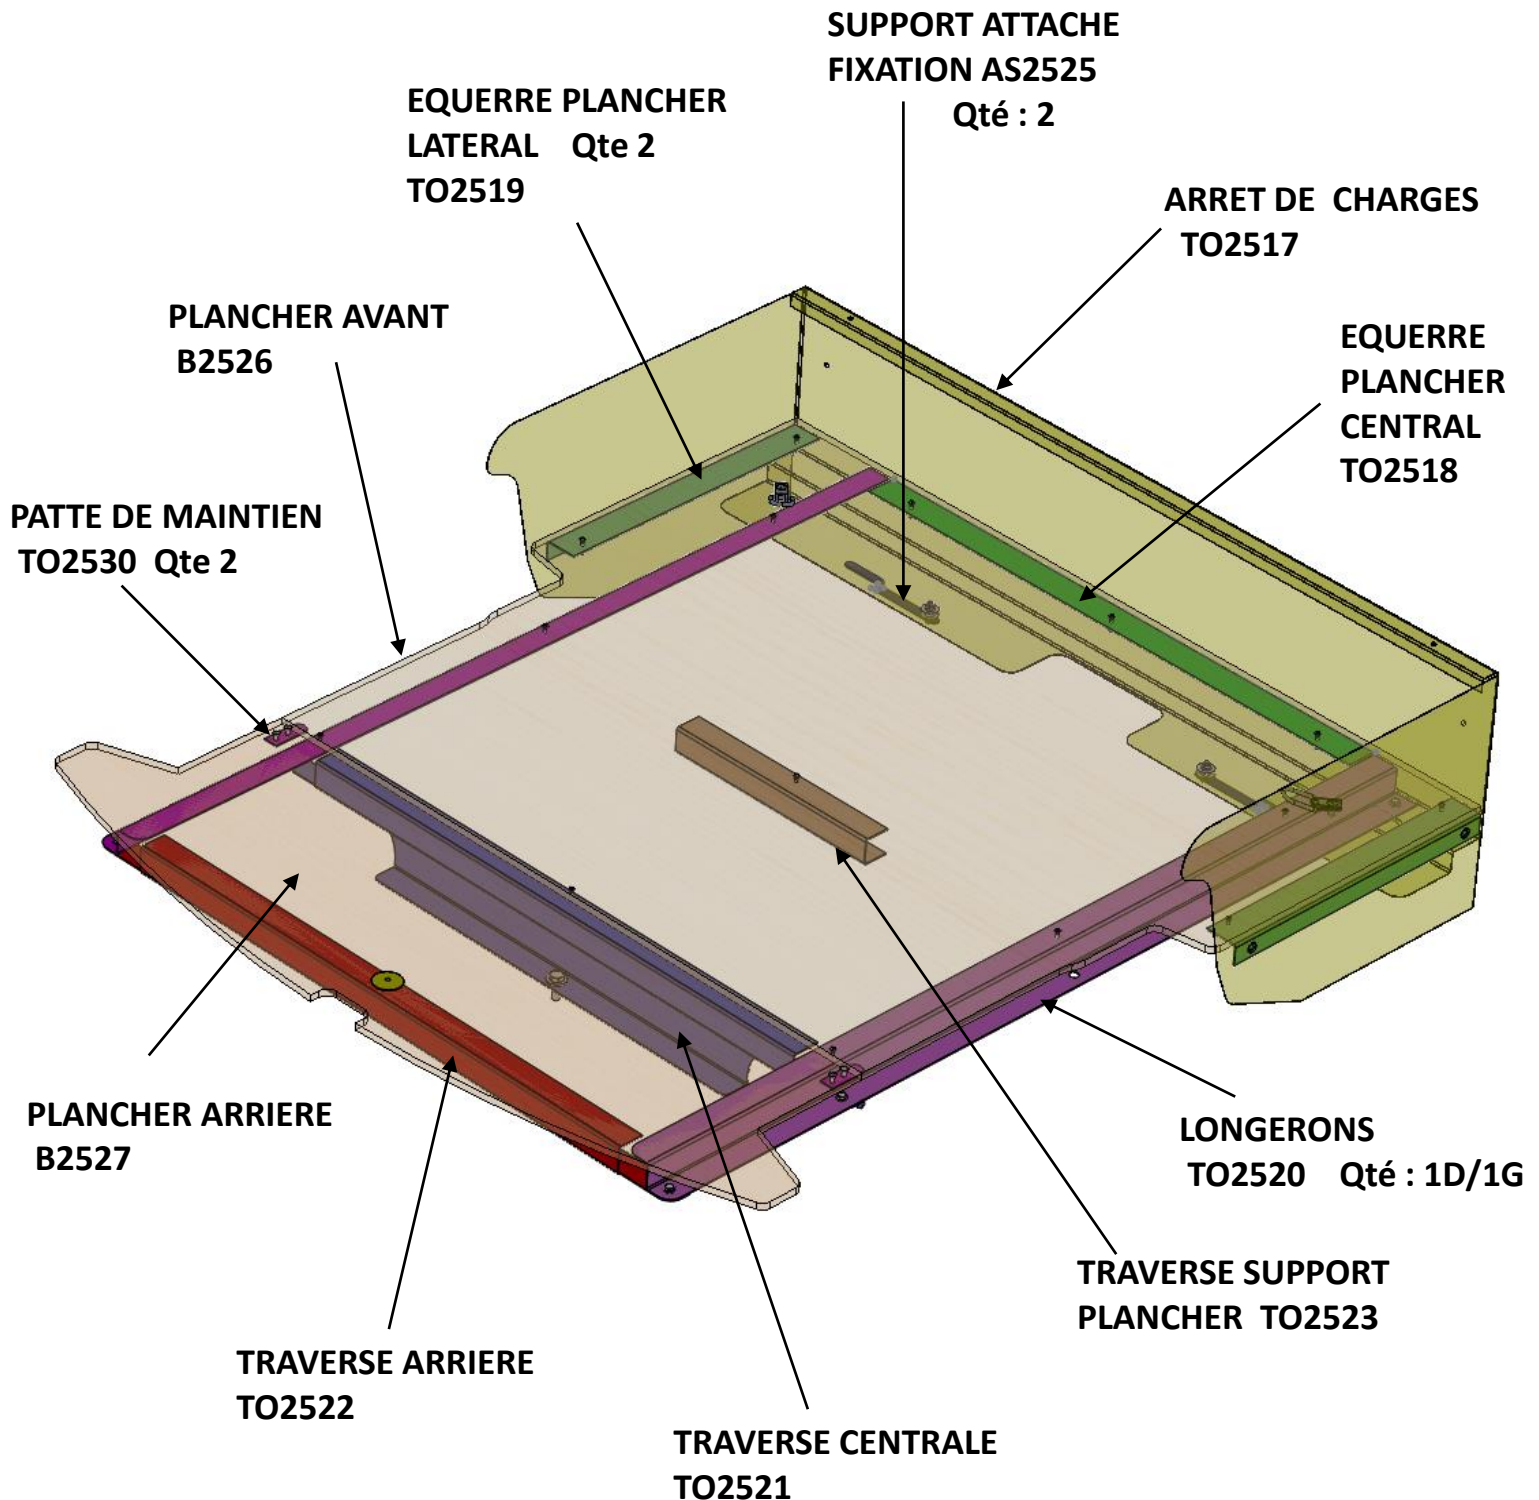 SUPPORT ATTACHE
FIXATION AS2525
Qté : 2
EQUERRE PLANCHER
LATERAL Qte 2
TO2519
ARRET DE CHARGES
TO2517
PLANCHER AVANT
B2526
EQUERRE
PLANCHER
CENTRAL
TO2518
PATTE DE MAINTIEN
TO2530 Qte 2
PLANCHER ARRIERE
B2527
LONGERONS
TO2520 Qté : 1D/1G
TRAVERSE SUPPORT
PLANCHER TO2523
TRAVERSE ARRIERE
TO2522
TRAVERSE CENTRALE
TO2521